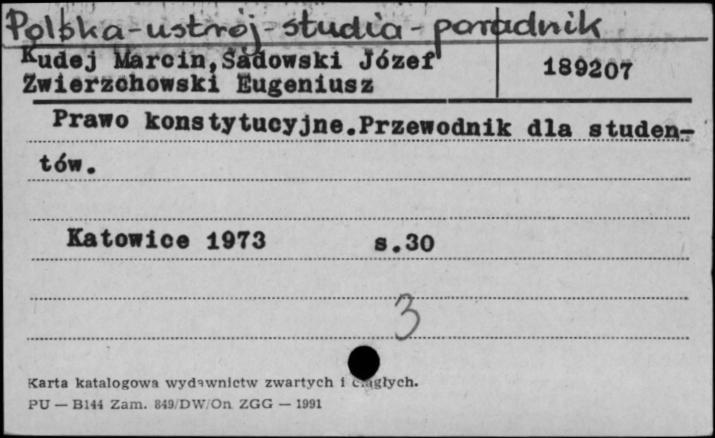 Polska-ustrój-studia-poradnik
Kudej Marcin,Sadowski Józef
189207
Zwierzchowski Eugeniusz
Prawo konstytucyjne.Przewodnik dla studen-
tów.
Katowice 1973 s.30
3
Karta katalogowa wydawnictw zwartych i ciągłych.
PU — B144 Zam. 849/DW/On ZGG — 1991